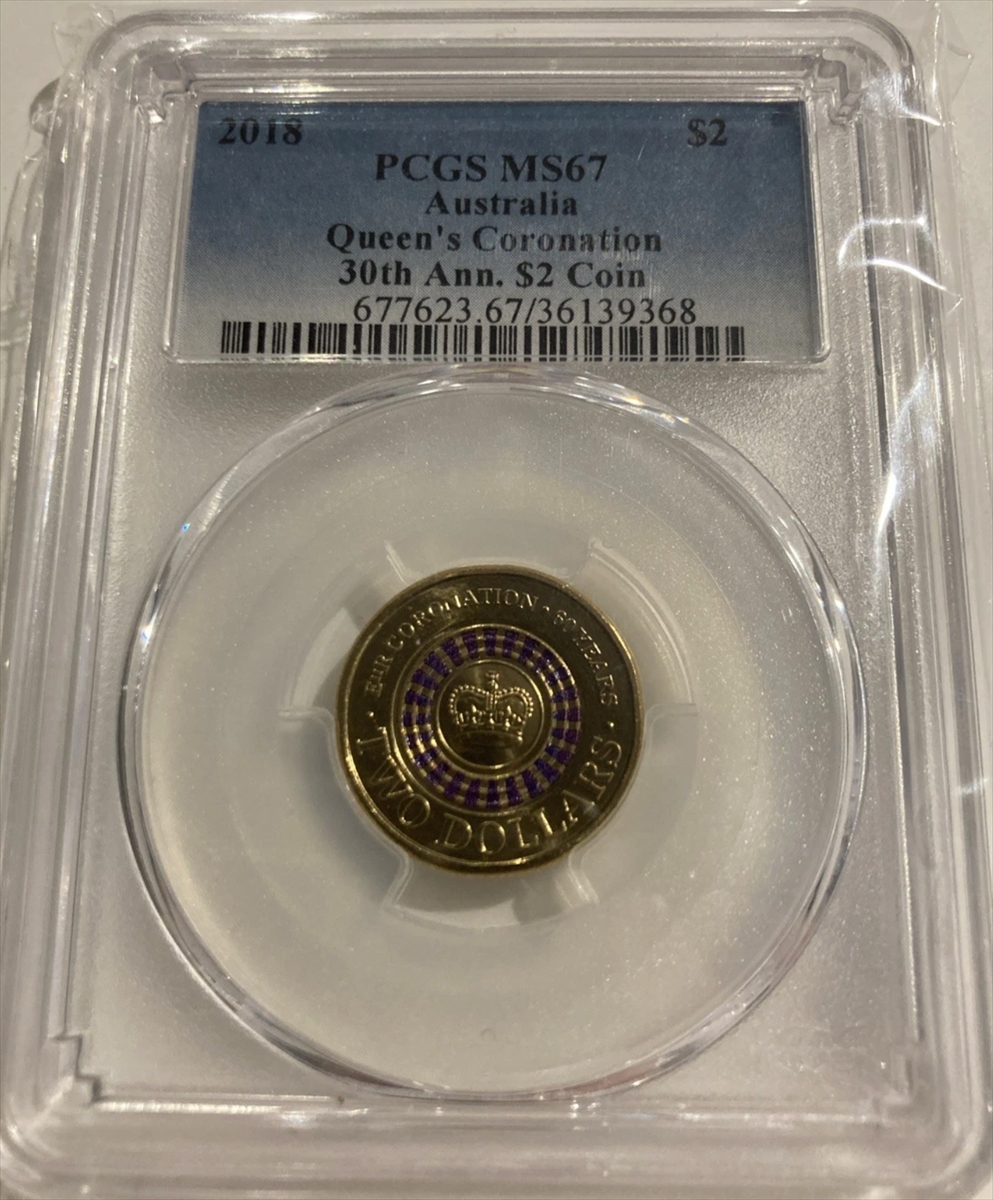 2018 $2
PCGS MS67
Australia
Queen's Coronation
30th Ann. $2 Coin
677623.67/36139368
· EIIR CORONATION · 60 YEARS ·
TWO DOLLARS